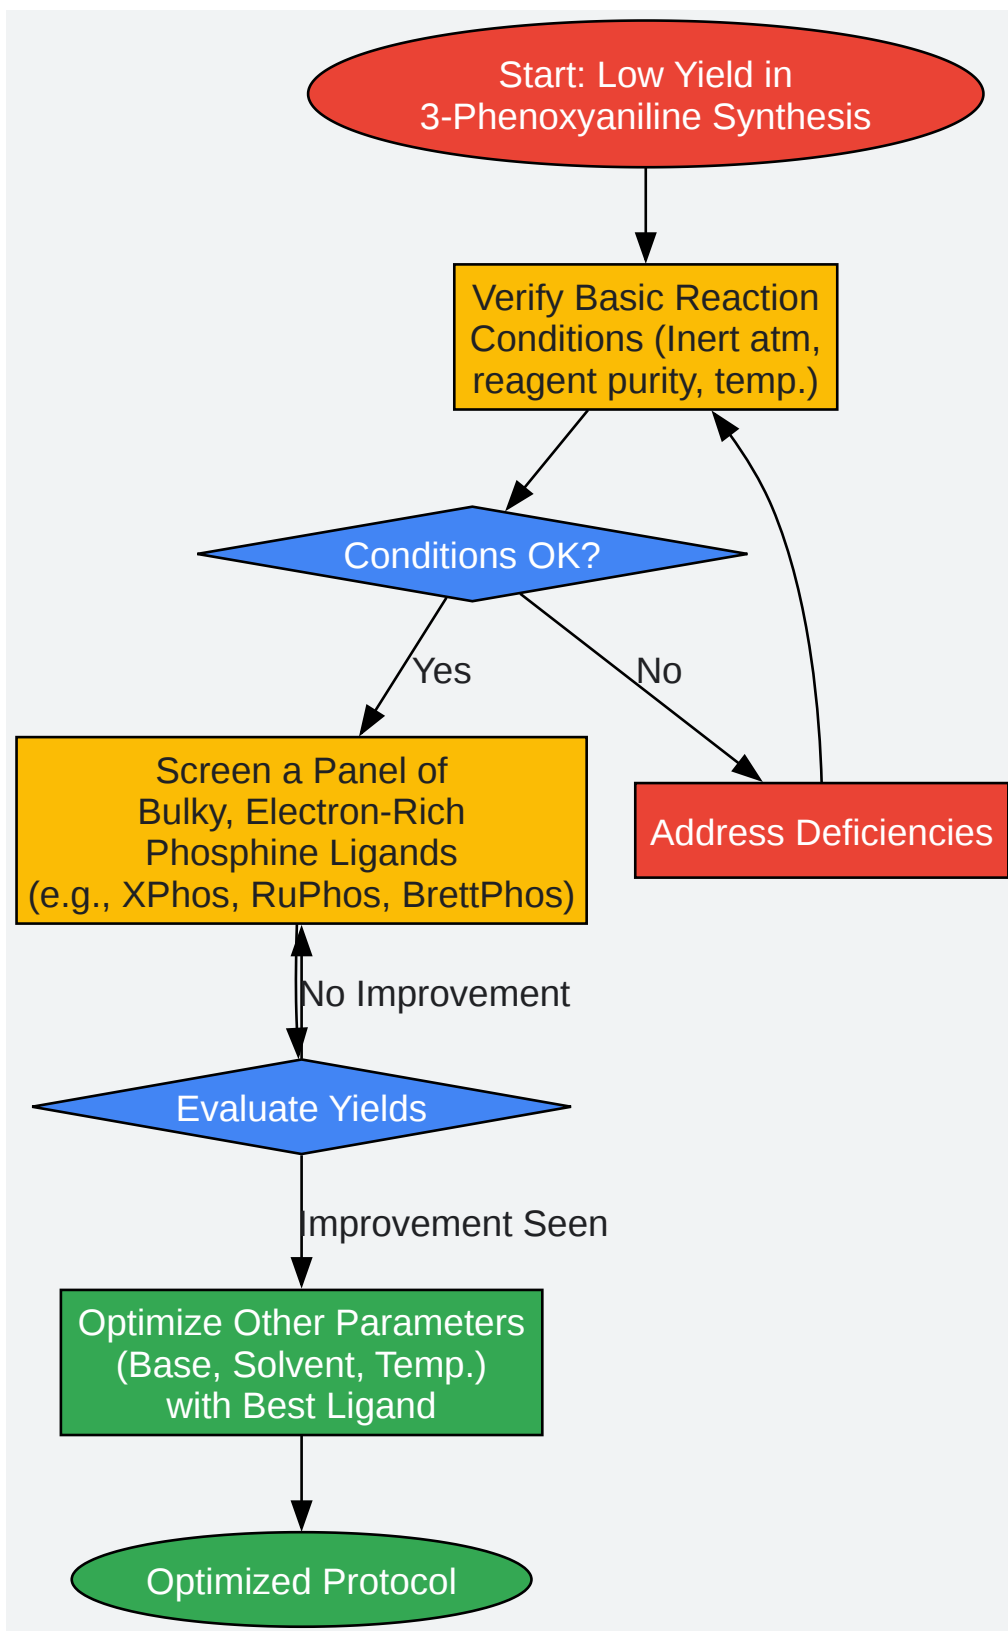 Start: Low Yield in
3-Phenoxyaniline Synthesis
Verify Basic Reaction
Conditions (Inert atm,
reagent purity, temp.)
Conditions OK?
Yes
No
Screen a Panel of
Bulky, Electron-Rich
Phosphine Ligands
(e.g., XPhos, RuPhos, BrettPhos)
Address Deficiencies
No Improvement
Evaluate Yields
Improvement Seen
Optimize Other Parameters
(Base, Solvent, Temp.)
with Best Ligand
Optimized Protocol